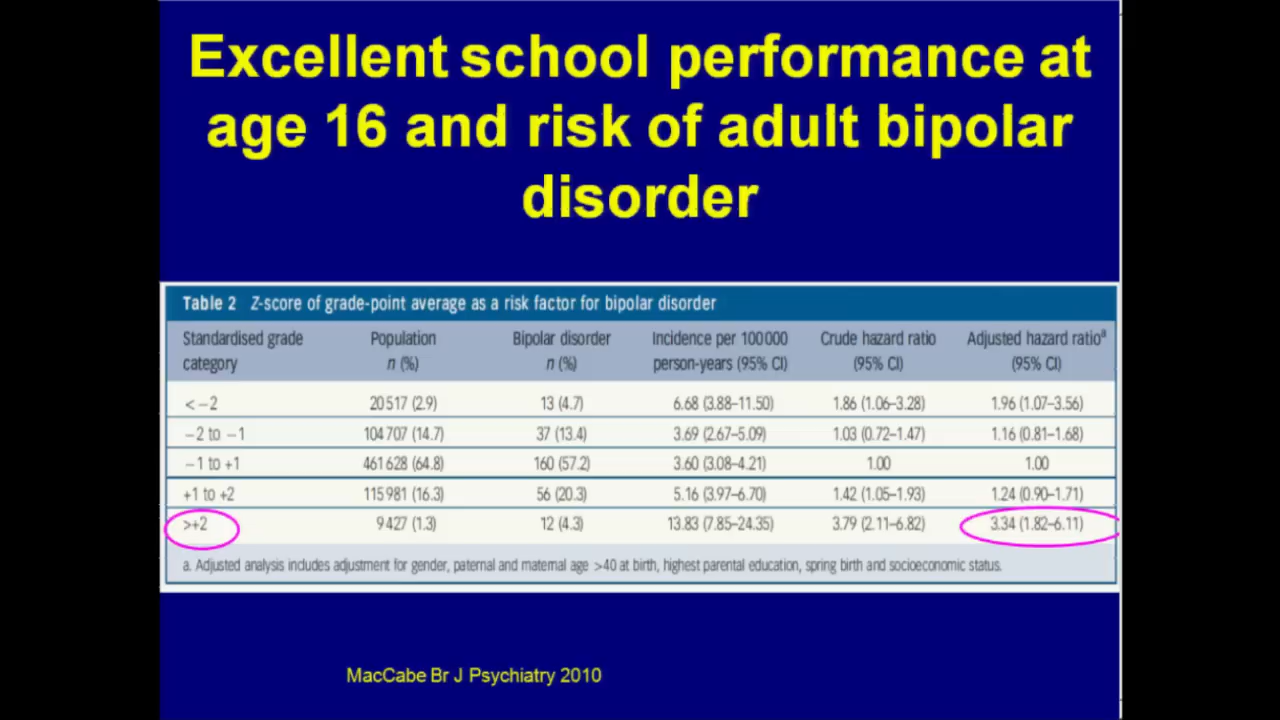 Excellent school performance at
age 16 and risk of adult bipolar
disorder
Table 2 Z-score of grade-point average as a risk factor for bipolar disorder
Standardised grade category Population n (%) Bipolar disorder n (%) Incidence per 100 000 person-years (95% CI) Crude hazard ratio (95% CI) Adjusted hazard ratioᵃ (95% CI)
< −2 20 517 (2.9) 13 (4.7) 6.68 (3.88–11.50) 1.86 (1.06–3.28) 1.96 (1.07–3.56)
−2 to −1 104 707 (14.7) 37 (13.4) 3.69 (2.67–5.09) 1.03 (0.72–1.47) 1.16 (0.81–1.68)
−1 to +1 461 628 (64.8) 160 (57.2) 3.60 (3.08–4.21) 1.00 1.00
+1 to +2 115 981 (16.3) 56 (20.3) 5.16 (3.97–6.70) 1.42 (1.05–1.93) 1.24 (0.90–1.71)
>+2 9 427 (1.3) 12 (4.3) 13.83 (7.85–24.35) 3.79 (2.11–6.82) 3.34 (1.82–6.11)
a. Adjusted analysis includes adjustment for gender, paternal and maternal age >40 at birth, highest parental education, spring birth and socioeconomic status.
MacCabe Br J Psychiatry 2010